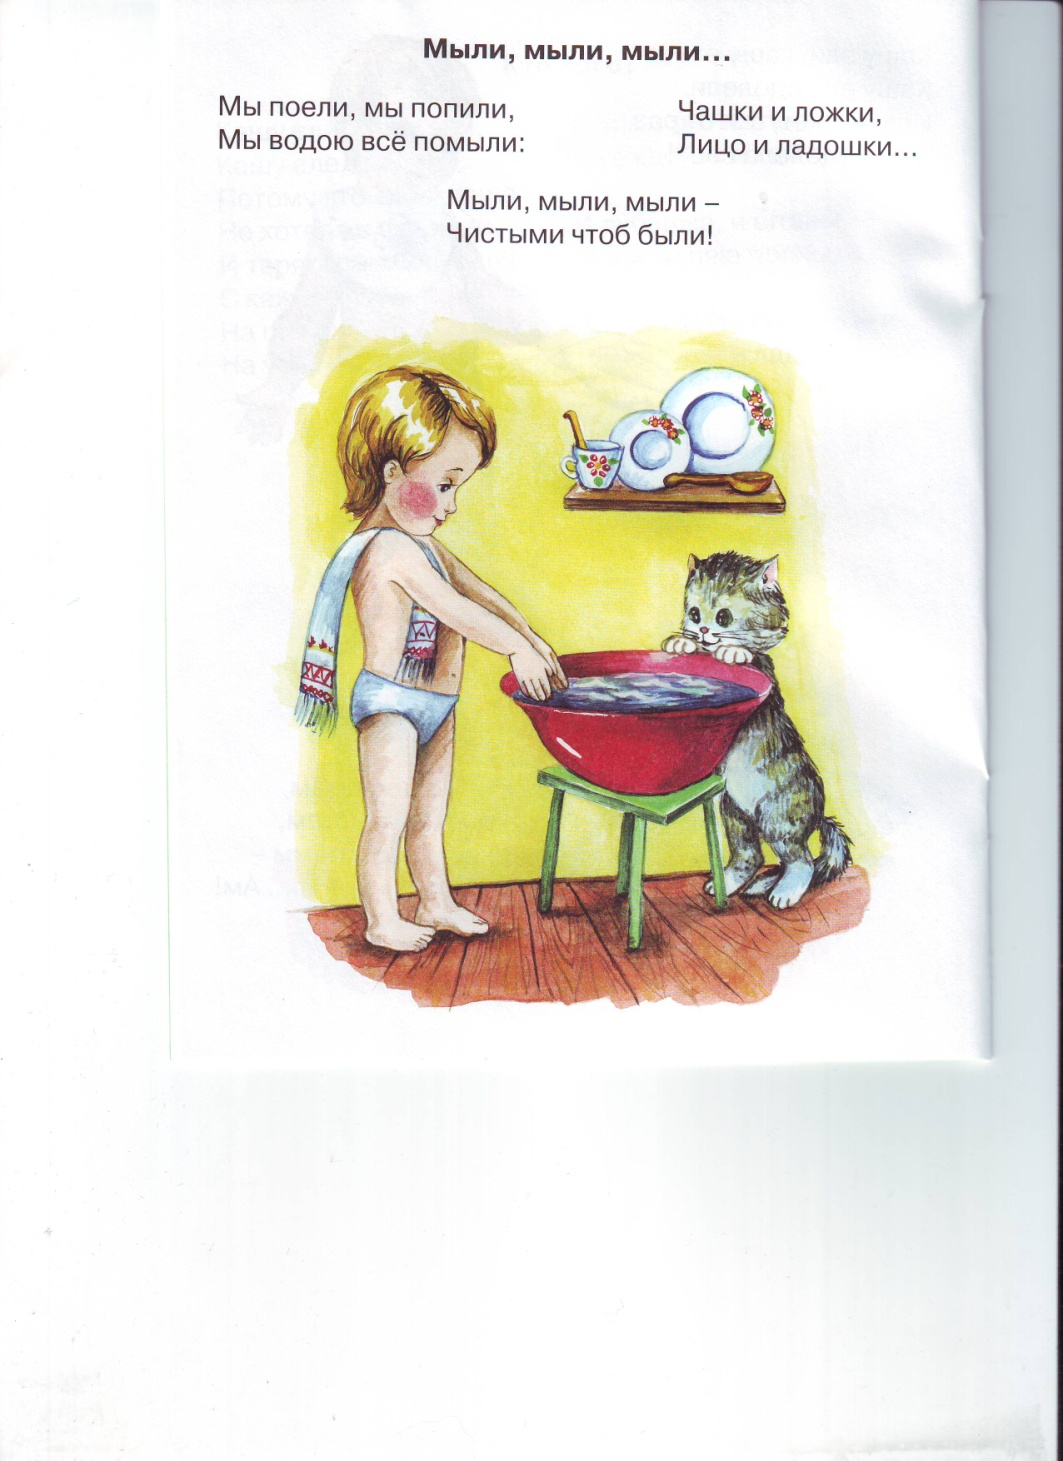 Мыли, мыли, мыли...
Мы поели, мы попили,
Мы водою всё помыли:
Чашки и ложки,
Лицо и ладошки...
Мыли, мыли, мыли –
Чистыми чтоб были!